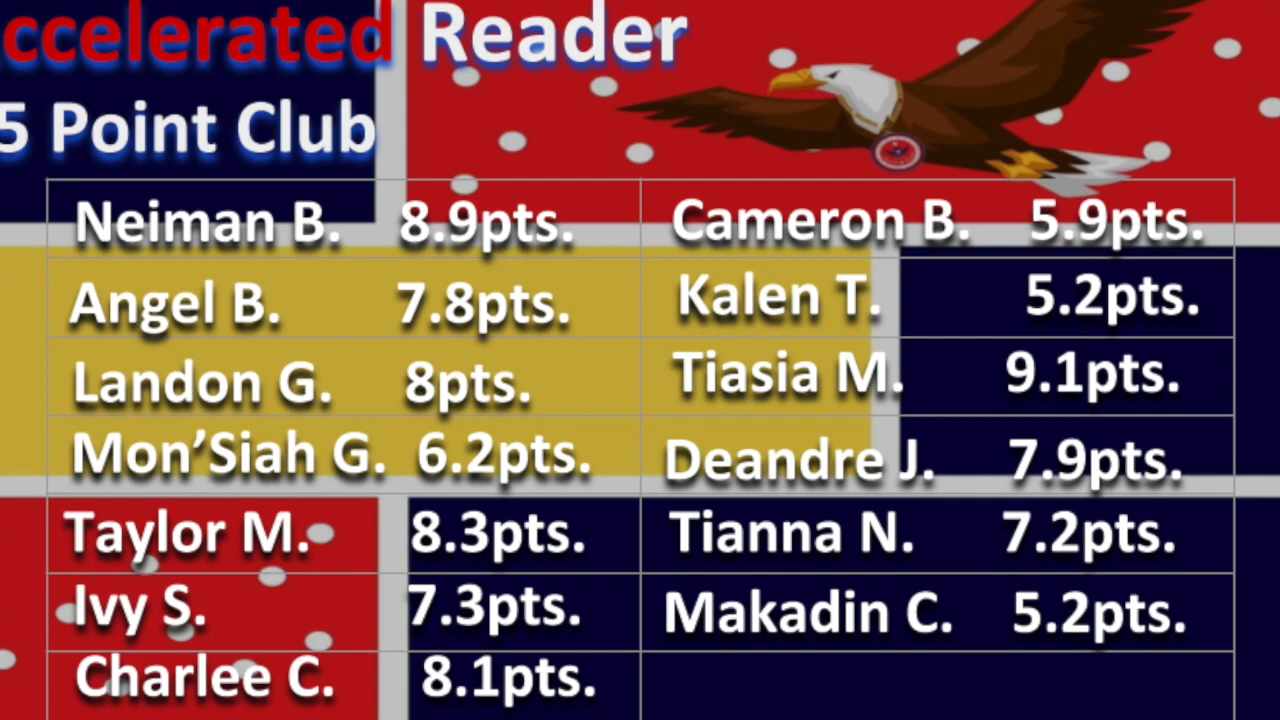 ccelerated Reader
5 Point Club
Neiman B. 8.9pts. Cameron B. 5.9pts.
Angel B. 7.8pts. Kalen T. 5.2pts.
Landon G. 8pts. Tiasia M. 9.1pts.
Mon’Siah G. 6.2pts. Deandre J. 7.9pts.
Taylor M. 8.3pts. Tianna N. 7.2pts.
Ivy S. 7.3pts. Makadin C. 5.2pts.
Charlee C. 8.1pts.